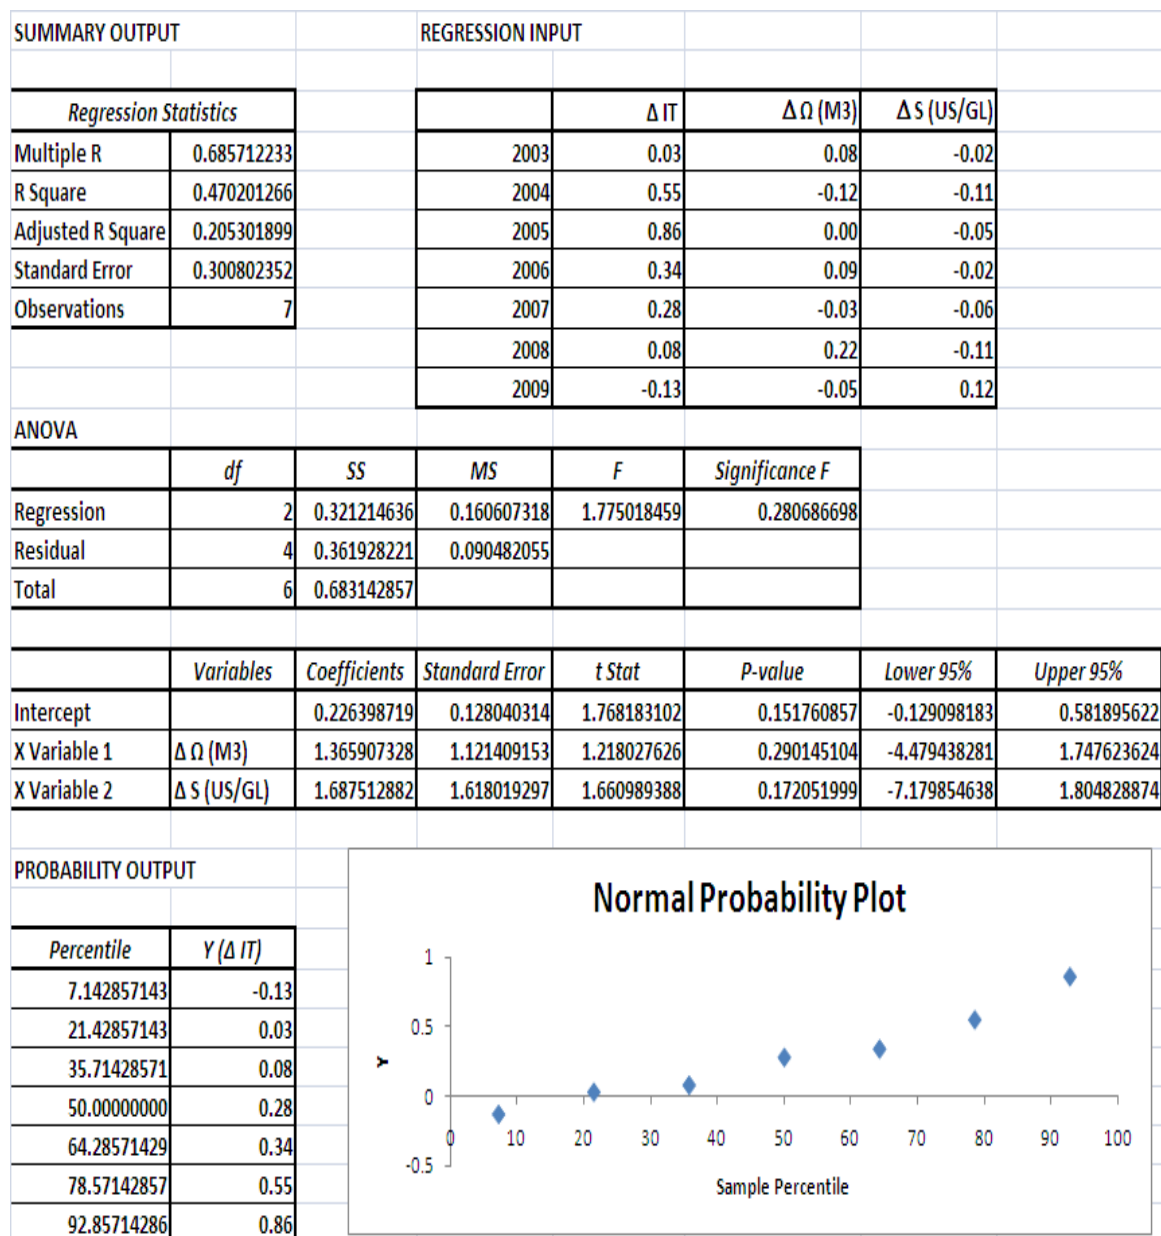 SUMMARY OUTPUT REGRESSION INPUT
Regression Statistics Δ IT Δ Ω (M3) Δ S (US/GL)
Multiple R 0.685712233 2003 0.03 0.08 -0.02
R Square 0.470201266 2004 0.55 -0.12 -0.11
Adjusted R Square 0.205301899 2005 0.86 0.00 -0.05
Standard Error 0.300802352 2006 0.34 0.09 -0.02
Observations 7 2007 0.28 -0.03 -0.06
2008 0.08 0.22 -0.11
2009 -0.13 -0.05 0.12
ANOVA
df SS MS F Significance F
Regression 2 0.321214636 0.160607318 1.775018459 0.280686698
Residual 4 0.361928221 0.090482055
Total 6 0.683142857
Variables Coefficients Standard Error t Stat P-value Lower 95% Upper 95%
Intercept 0.226398719 0.128040314 1.768183102 0.151760857 -0.129098183 0.581895622
X Variable 1 Δ Ω (M3) 1.365907328 1.121409153 1.218027626 0.290145104 -4.479438281 1.747623624
X Variable 2 Δ S (US/GL) 1.687512882 1.618019297 1.660989388 0.172051999 -7.179854638 1.804828874
PROBABILITY OUTPUT
Percentile Y (Δ IT)
7.142857143 -0.13
21.42857143 0.03
35.71428571 0.08
50.00000000 0.28
64.28571429 0.34
78.57142857 0.55
92.85714286 0.86
Normal Probability Plot
1
0.5
0
-0.5
Y
0 10 20 30 40 50 60 70 80 90 100
Sample Percentile